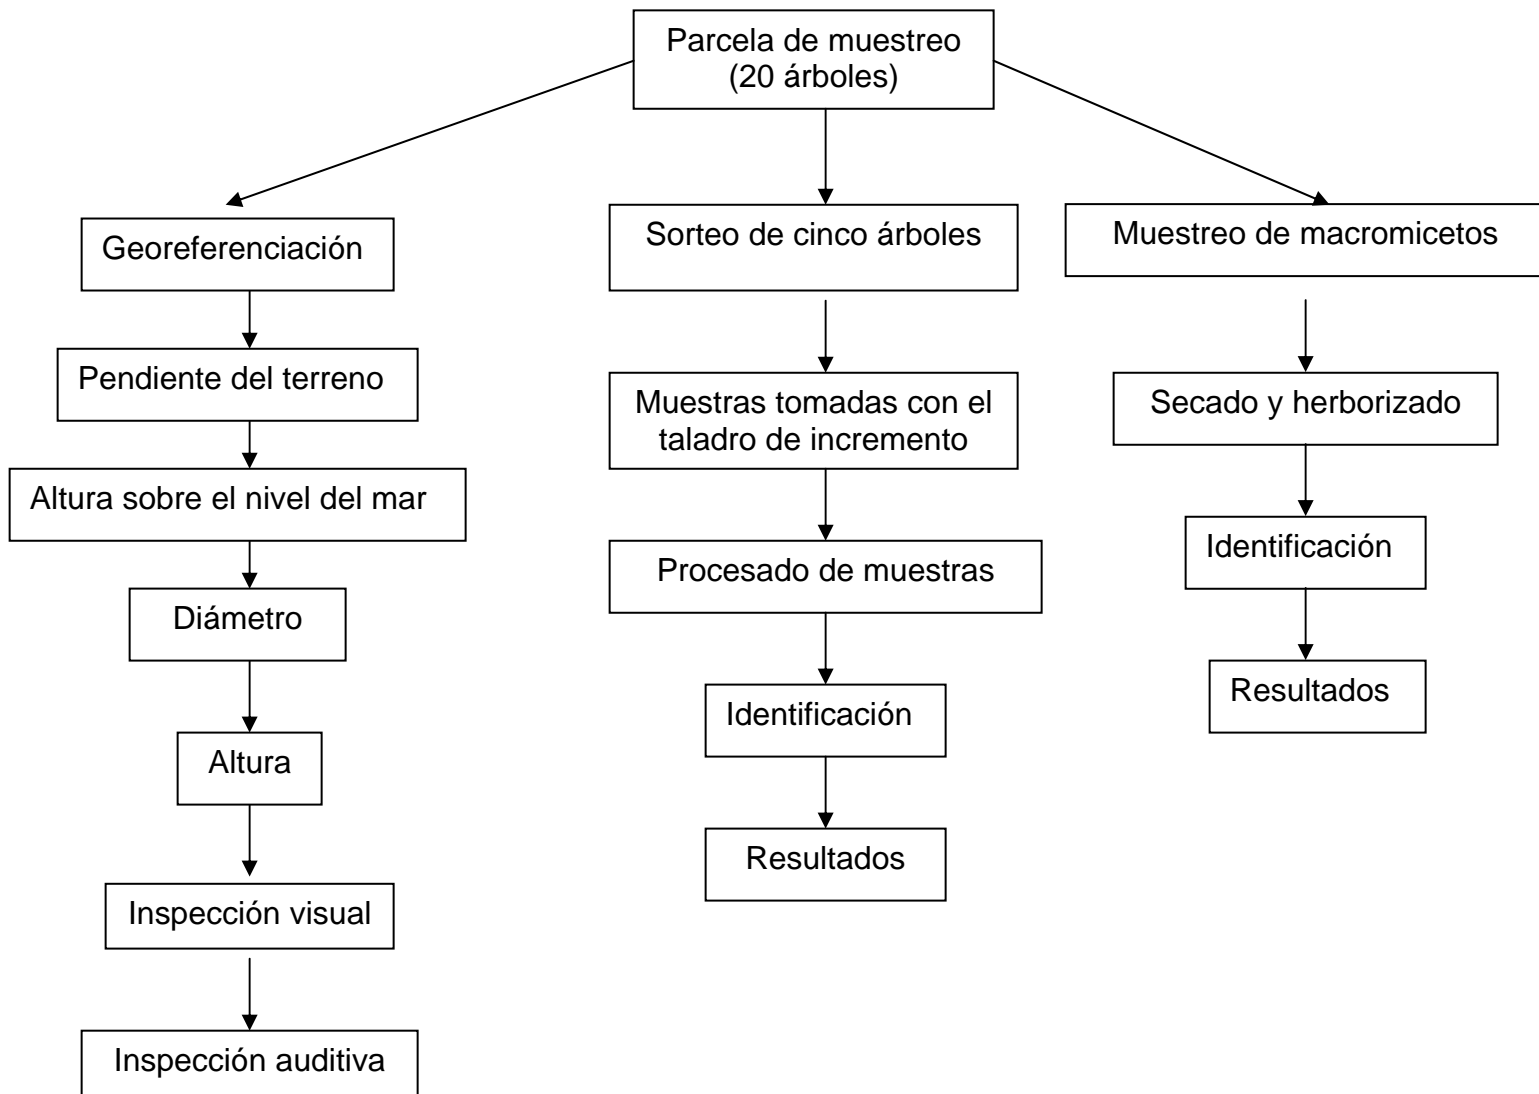 Parcela de muestreo
(20 árboles)
Georeferenciación
Pendiente del terreno
Altura sobre el nivel del mar
Diámetro
Altura
Inspección visual
Inspección auditiva
Sorteo de cinco árboles
Muestras tomadas con el
taladro de incremento
Procesado de muestras
Identificación
Resultados
Muestreo de macromicetos
Secado y herborizado
Identificación
Resultados